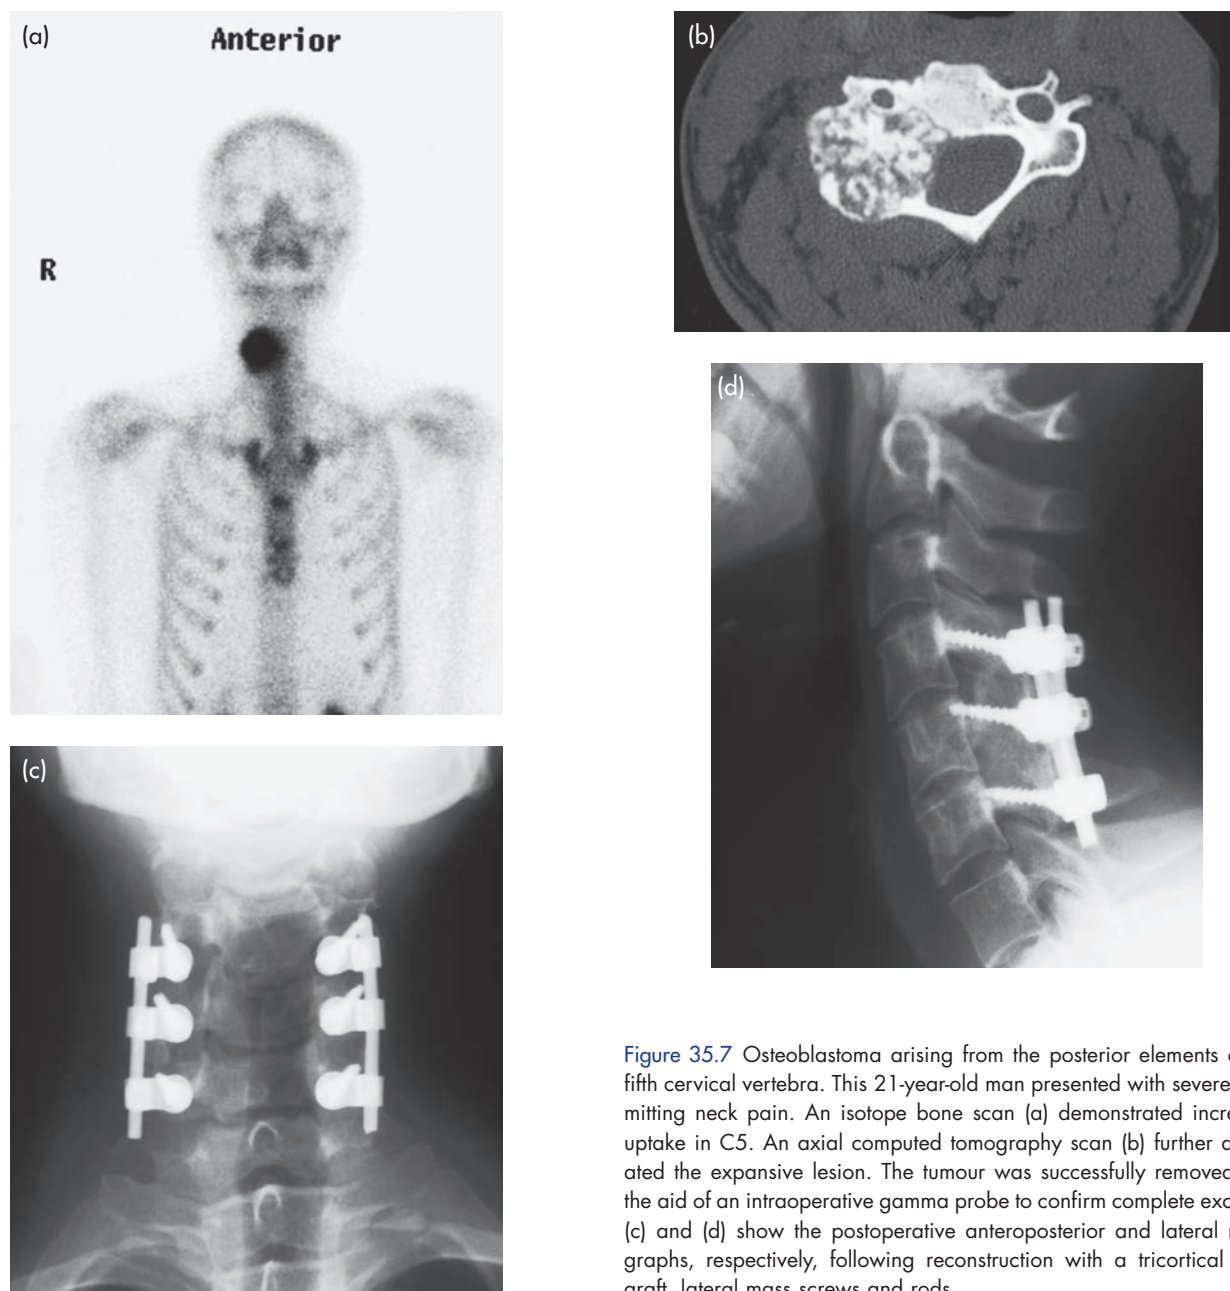 (a)
Anterior
R
(b)
(c)
(d)
Figure 35.7 Osteoblastoma arising from the posterior elements
fifth cervical vertebra. This 21-year-old man presented with severe
mitting neck pain. An isotope bone scan (a) demonstrated incre
uptake in C5. An axial computed tomography scan (b) further
ated the expansive lesion. The tumour was successfully removed
the aid of an intraoperative gamma probe to confirm complete exc
(c) and (d) show the postoperative anteroposterior and lateral
graphs, respectively, following reconstruction with a tricortical
graft, lateral mass screws and rods